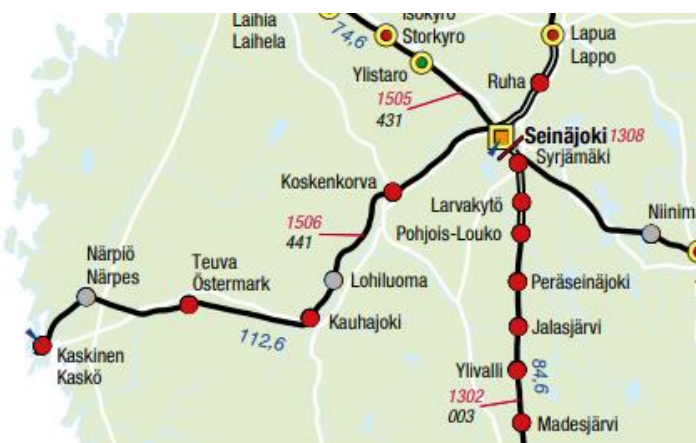 Laihia
Laihela
Isokyrö
Storkyro
74,6
Lapua
Lappo
Ylistaro
Ruha
1505
431
Seinäjoki 1308
Syrjämäki
Koskenkorva
Larvakytö
Niinim
1506
441
Pohjois-Louko
Närpiö
Närpes
Teuva
Östermark
Lohiluoma
Peräseinäjoki
Kauhajoki
Jalasjärvi
112,6
Kaskinen
Kaskö
Ylivalli
84,6
1302
003
Madesjärvi